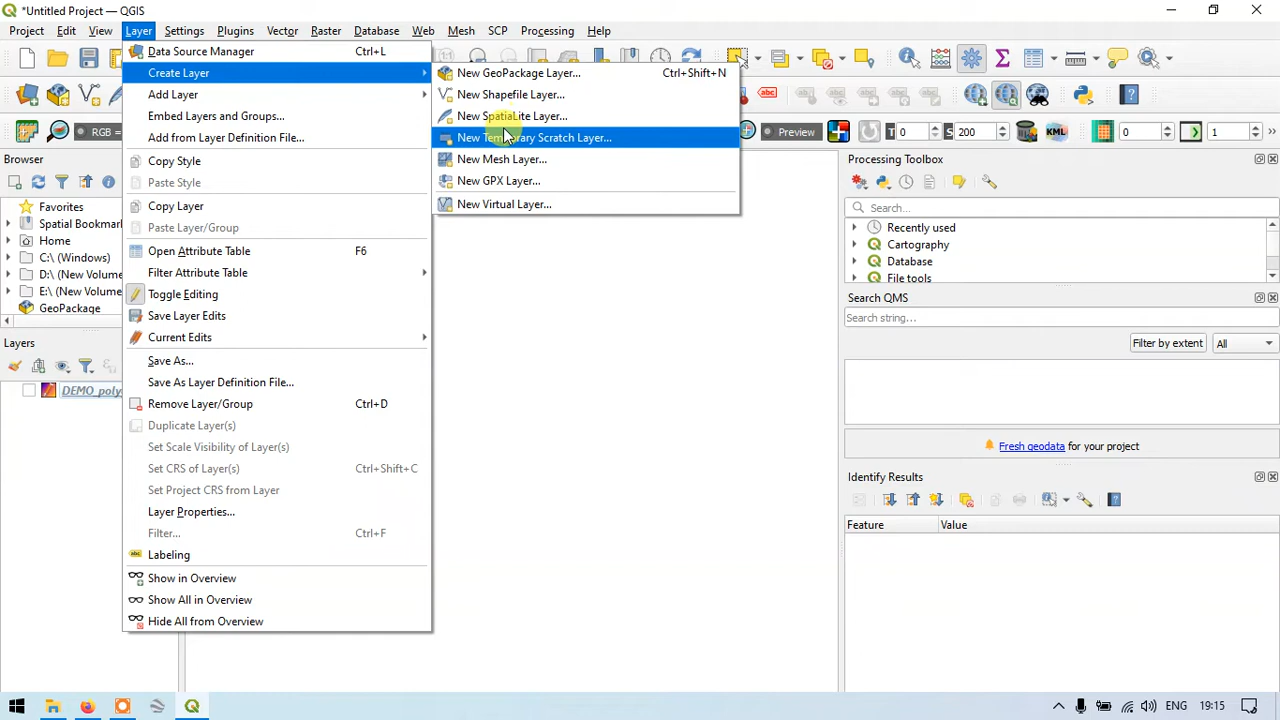 *Untitled Project — QGIS
Project
Edit
View
Layer
Settings
Plugins
Vector
Raster
Database
Web
Mesh
SCP
Processing
Help
Data Source Manager Ctrl+L
Create Layer
Add Layer
Embed Layers and Groups...
Add from Layer Definition File...
Copy Style
Paste Style
Copy Layer
Paste Layer/Group
Open Attribute Table F6
Filter Attribute Table
Toggle Editing
Save Layer Edits
Current Edits
Save As...
Save As Layer Definition File...
Remove Layer/Group Ctrl+D
Duplicate Layer(s)
Set Scale Visibility of Layer(s)
Set CRS of Layer(s) Ctrl+Shift+C
Set Project CRS from Layer
Layer Properties...
Filter... Ctrl+F
Labeling
Show in Overview
Show All in Overview
Hide All from Overview
New GeoPackage Layer... Ctrl+Shift+N
New Shapefile Layer...
New SpatiaLite Layer...
New Temporary Scratch Layer...
New Mesh Layer...
New GPX Layer...
New Virtual Layer...
RGB =
Preview
T 0
S 200
KML
0
1
Browser
Favorites
Spatial Bookmar
Home
C:\ (Windows)
D:\ (New Volume
E:\ (New Volume
GeoPackage
Layers
DEMO_poly
Processing Toolbox
Search...
Recently used
Cartography
Database
File tools
Search QMS
Search string...
Filter by extent
All
Fresh geodata for your project
Identify Results
Feature Value
ENG
19:15